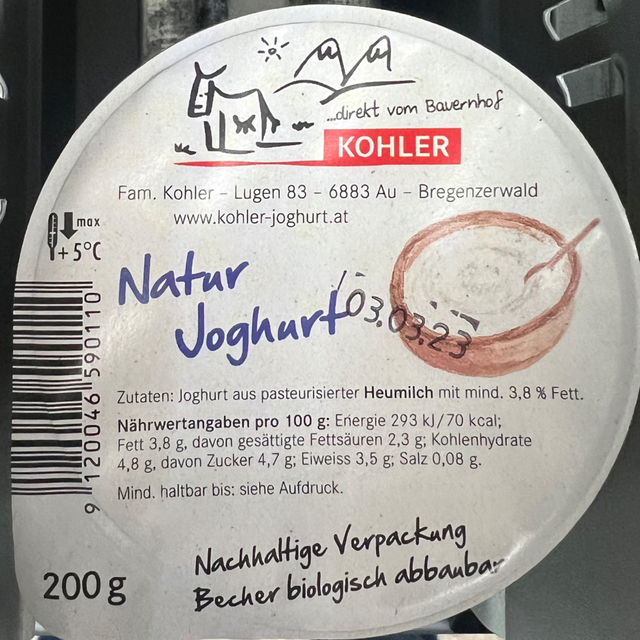 ...direkt vom Bauernhof
KOHLER
Fam. Kohler – Lugen 83 – 6883 Au – Bregenzerwald
www.kohler-joghurt.at
max
+5°C
Natur
Joghurt
03.03.23
Zutaten: Joghurt aus pasteurisierter Heumilch mit mind. 3,8 % Fett.
Nährwertangaben pro 100 g: Energie 293 kJ/70 kcal;
Fett 3,8 g, davon gesättigte Fettsäuren 2,3 g; Kohlenhydrate
4,8 g, davon Zucker 4,7 g; Eiweiss 3,5 g; Salz 0,08 g.
Mind. haltbar bis: siehe Aufdruck.
9 120046 590110
200 g
Nachhaltige Verpackung
Becher biologisch abbaubar